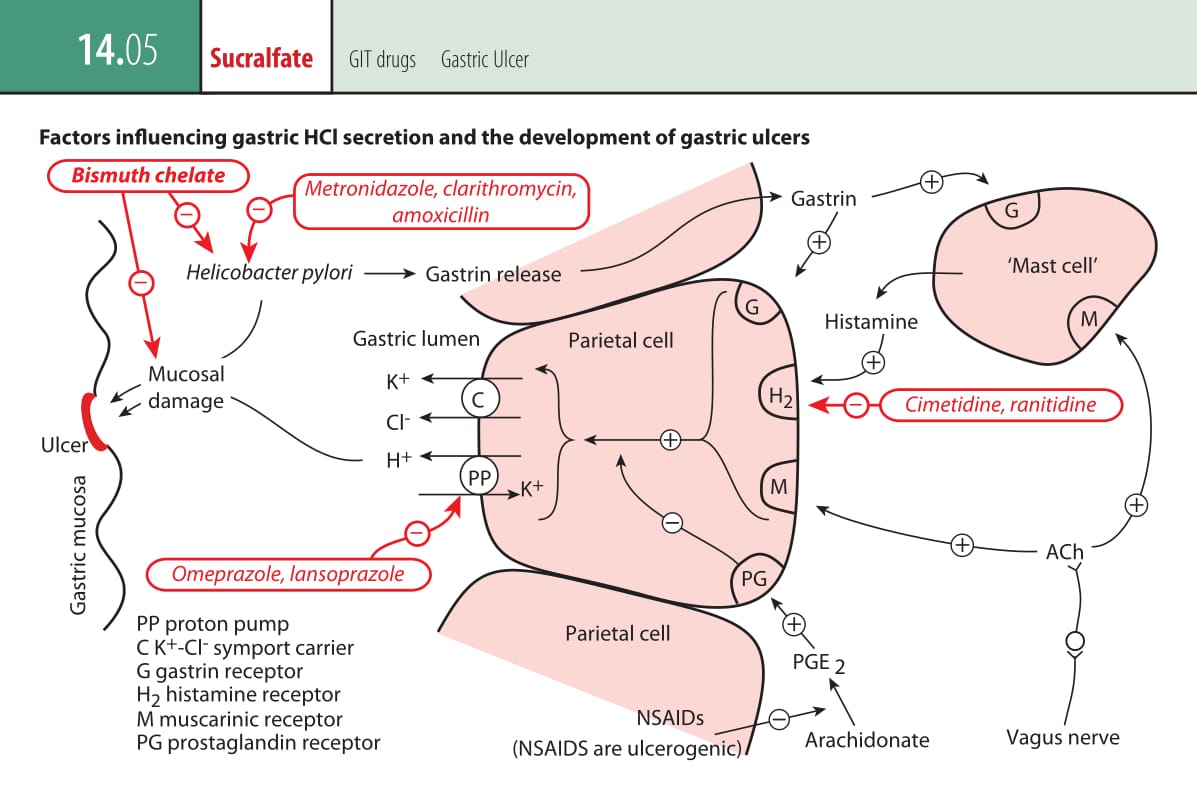 14.05
Sucralfate
GIT drugs
Gastric Ulcer
Factors influencing gastric HCl secretion and the development of gastric ulcers
Bismuth chelate
Metronidazole, clarithromycin,
amoxicillin
−
−
−
Helicobacter pylori
Gastrin release
Gastrin
+
+
G
'Mast cell'
M
Histamine
+
Gastric lumen
Parietal cell
G
H2
M
PG
Mucosal
damage
K+
C
Cl-
H+
PP
K+
+
−
−
Cimetidine, ranitidine
Ulcer
Gastric mucosa
−
Omeprazole, lansoprazole
+
+
ACh
PP proton pump
C K+-Cl- symport carrier
G gastrin receptor
H2 histamine receptor
M muscarinic receptor
PG prostaglandin receptor
Parietal cell
+
PGE 2
NSAIDs
−
(NSAIDS are ulcerogenic)
Arachidonate
Vagus nerve